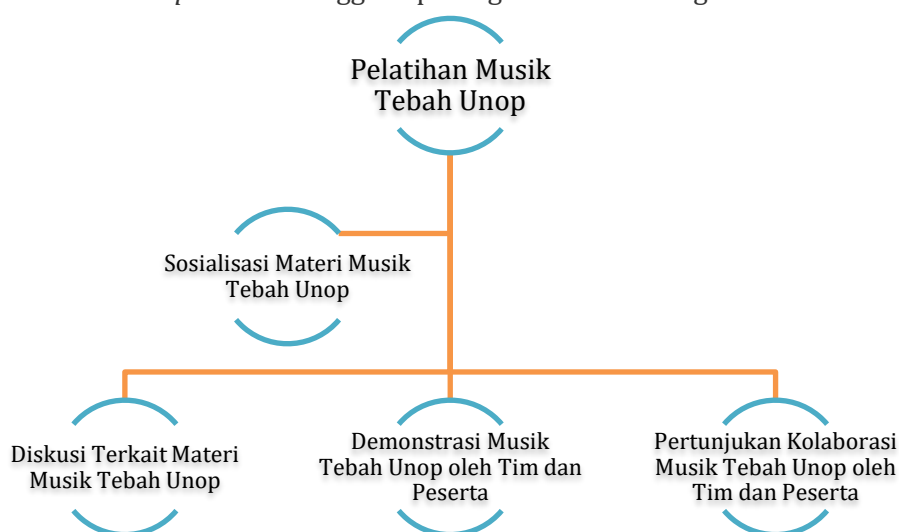 Pelatihan Musik
Tebah Unop
Sosialisasi Materi Musik
Tebah Unop
Diskusi Terkait Materi
Musik Tebah Unop
Demonstrasi Musik
Tebah Unop oleh Tim dan
Peserta
Pertunjukan Kolaborasi
Musik Tebah Unop oleh
Tim dan Peserta